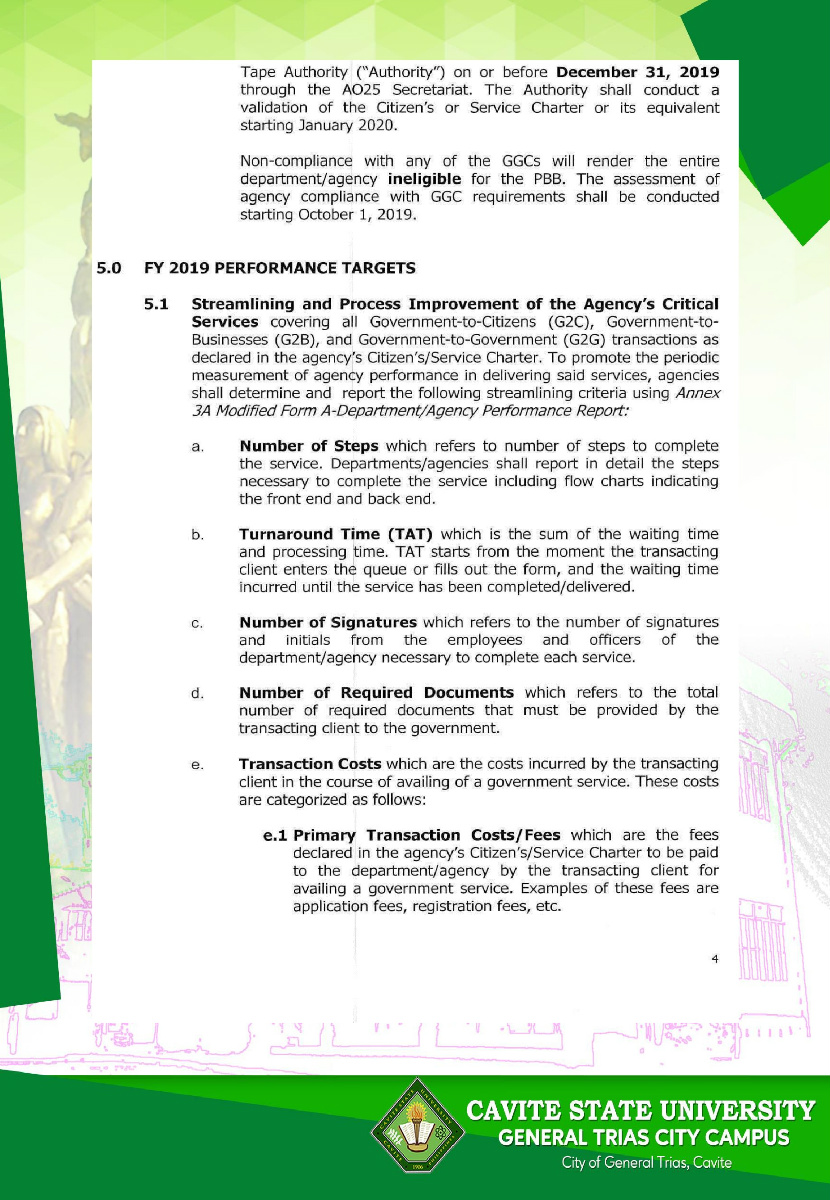 Tape Authority ("Authority") on or before December 31, 2019
through the AO25 Secretariat. The Authority shall conduct a
validation of the Citizen's or Service Charter or its equivalent
starting January 2020.
Non-compliance with any of the GGCs will render the entire
department/agency ineligible for the PBB. The assessment of
agency compliance with GGC requirements shall be conducted
starting October 1, 2019.
5.0 FY 2019 PERFORMANCE TARGETS
5.1 Streamlining and Process Improvement of the Agency's Critical
Services covering all Government-to-Citizens (G2C), Government-to-
Businesses (G2B), and Government-to-Government (G2G) transactions as
declared in the agency's Citizen's/Service Charter. To promote the periodic
measurement of agency performance in delivering said services, agencies
shall determine and report the following streamlining criteria using Annex
3A Modified Form A-Department/Agency Performance Report:
a. Number of Steps which refers to number of steps to complete
the service. Departments/agencies shall report in detail the steps
necessary to complete the service including flow charts indicating
the front end and back end.
b. Turnaround Time (TAT) which is the sum of the waiting time
and processing time. TAT starts from the moment the transacting
client enters the queue or fills out the form, and the waiting time
incurred until the service has been completed/delivered.
c. Number of Signatures which refers to the number of signatures
and initials from the employees and officers of the
department/agency necessary to complete each service.
d. Number of Required Documents which refers to the total
number of required documents that must be provided by the
transacting client to the government.
e. Transaction Costs which are the costs incurred by the transacting
client in the course of availing of a government service. These costs
are categorized as follows:
e.1 Primary Transaction Costs/Fees which are the fees
declared in the agency's Citizen's/Service Charter to be paid
to the department/agency by the transacting client for
availing a government service. Examples of these fees are
application fees, registration fees, etc.
4
CAVITE STATE UNIVERSITY
GENERAL TRIAS CITY CAMPUS
City of General Trias, Cavite
1906